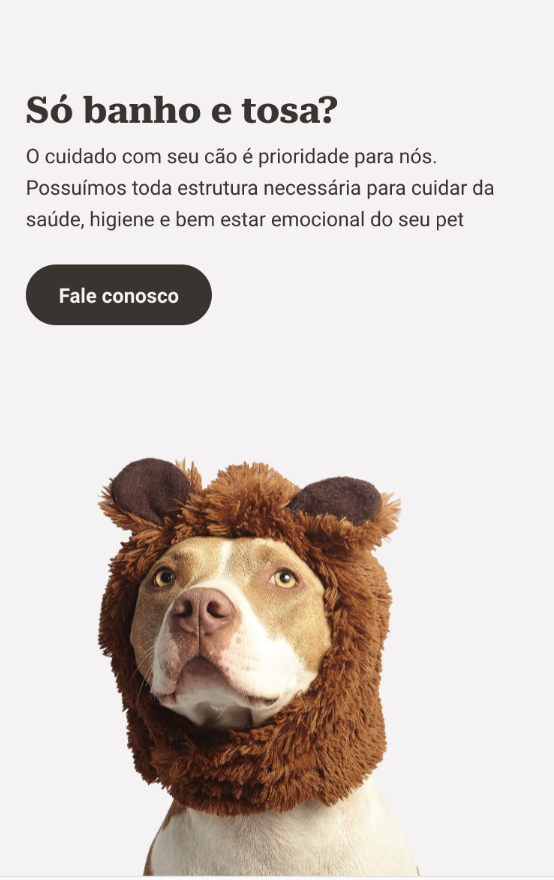 Só banho e tosa?
O cuidado com seu cão é prioridade para nós.
Possuímos toda estrutura necessária para cuidar da
saúde, higiene e bem estar emocional do seu pet
Fale conosco